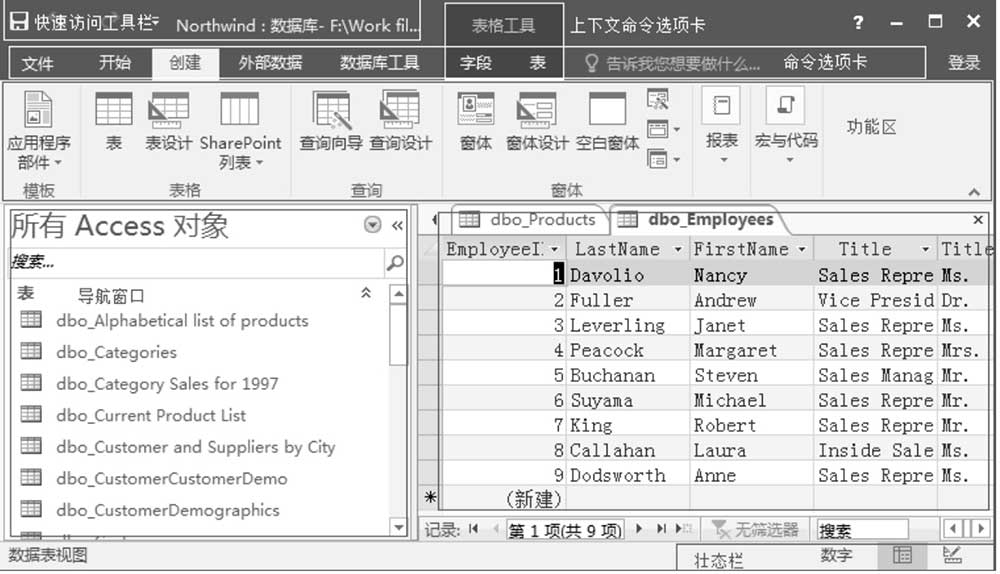 快速访问工具栏 Northwind : 数据库- F:\Work fil... 表格工具 上下文命令选项卡 ?
文件 开始 创建 外部数据 数据库工具 字段 表 告诉我您想要做什么... 命令选项卡 登录
应用程序部件 表 表设计 SharePoint列表 查询向导 查询设计 窗体 窗体设计 空白窗体 报表 宏与代码 功能区
模板 表格 查询 窗体
所有 Access 对象 «
搜索...
表 导航窗口
dbo_Alphabetical list of products
dbo_Categories
dbo_Category Sales for 1997
dbo_Current Product List
dbo_Customer and Suppliers by City
dbo_CustomerCustomerDemo
dbo_CustomerDemographics
dbo_Products dbo_Employees
EmployeeI LastName FirstName Title Title
1 Davolio Nancy Sales Repre Ms.
2 Fuller Andrew Vice Presid Dr.
3 Leverling Janet Sales Repre Ms.
4 Peacock Margaret Sales Repre Mrs.
5 Buchanan Steven Sales Manag Mr.
6 Suyama Michael Sales Repre Mr.
7 King Robert Sales Repre Mr.
8 Callahan Laura Inside Sale Ms.
9 Dodsworth Anne Sales Repre Ms.
* (新建)
记录: 第 1 项(共 9 项) 无筛选器 搜索
数据表视图 状态栏 数字